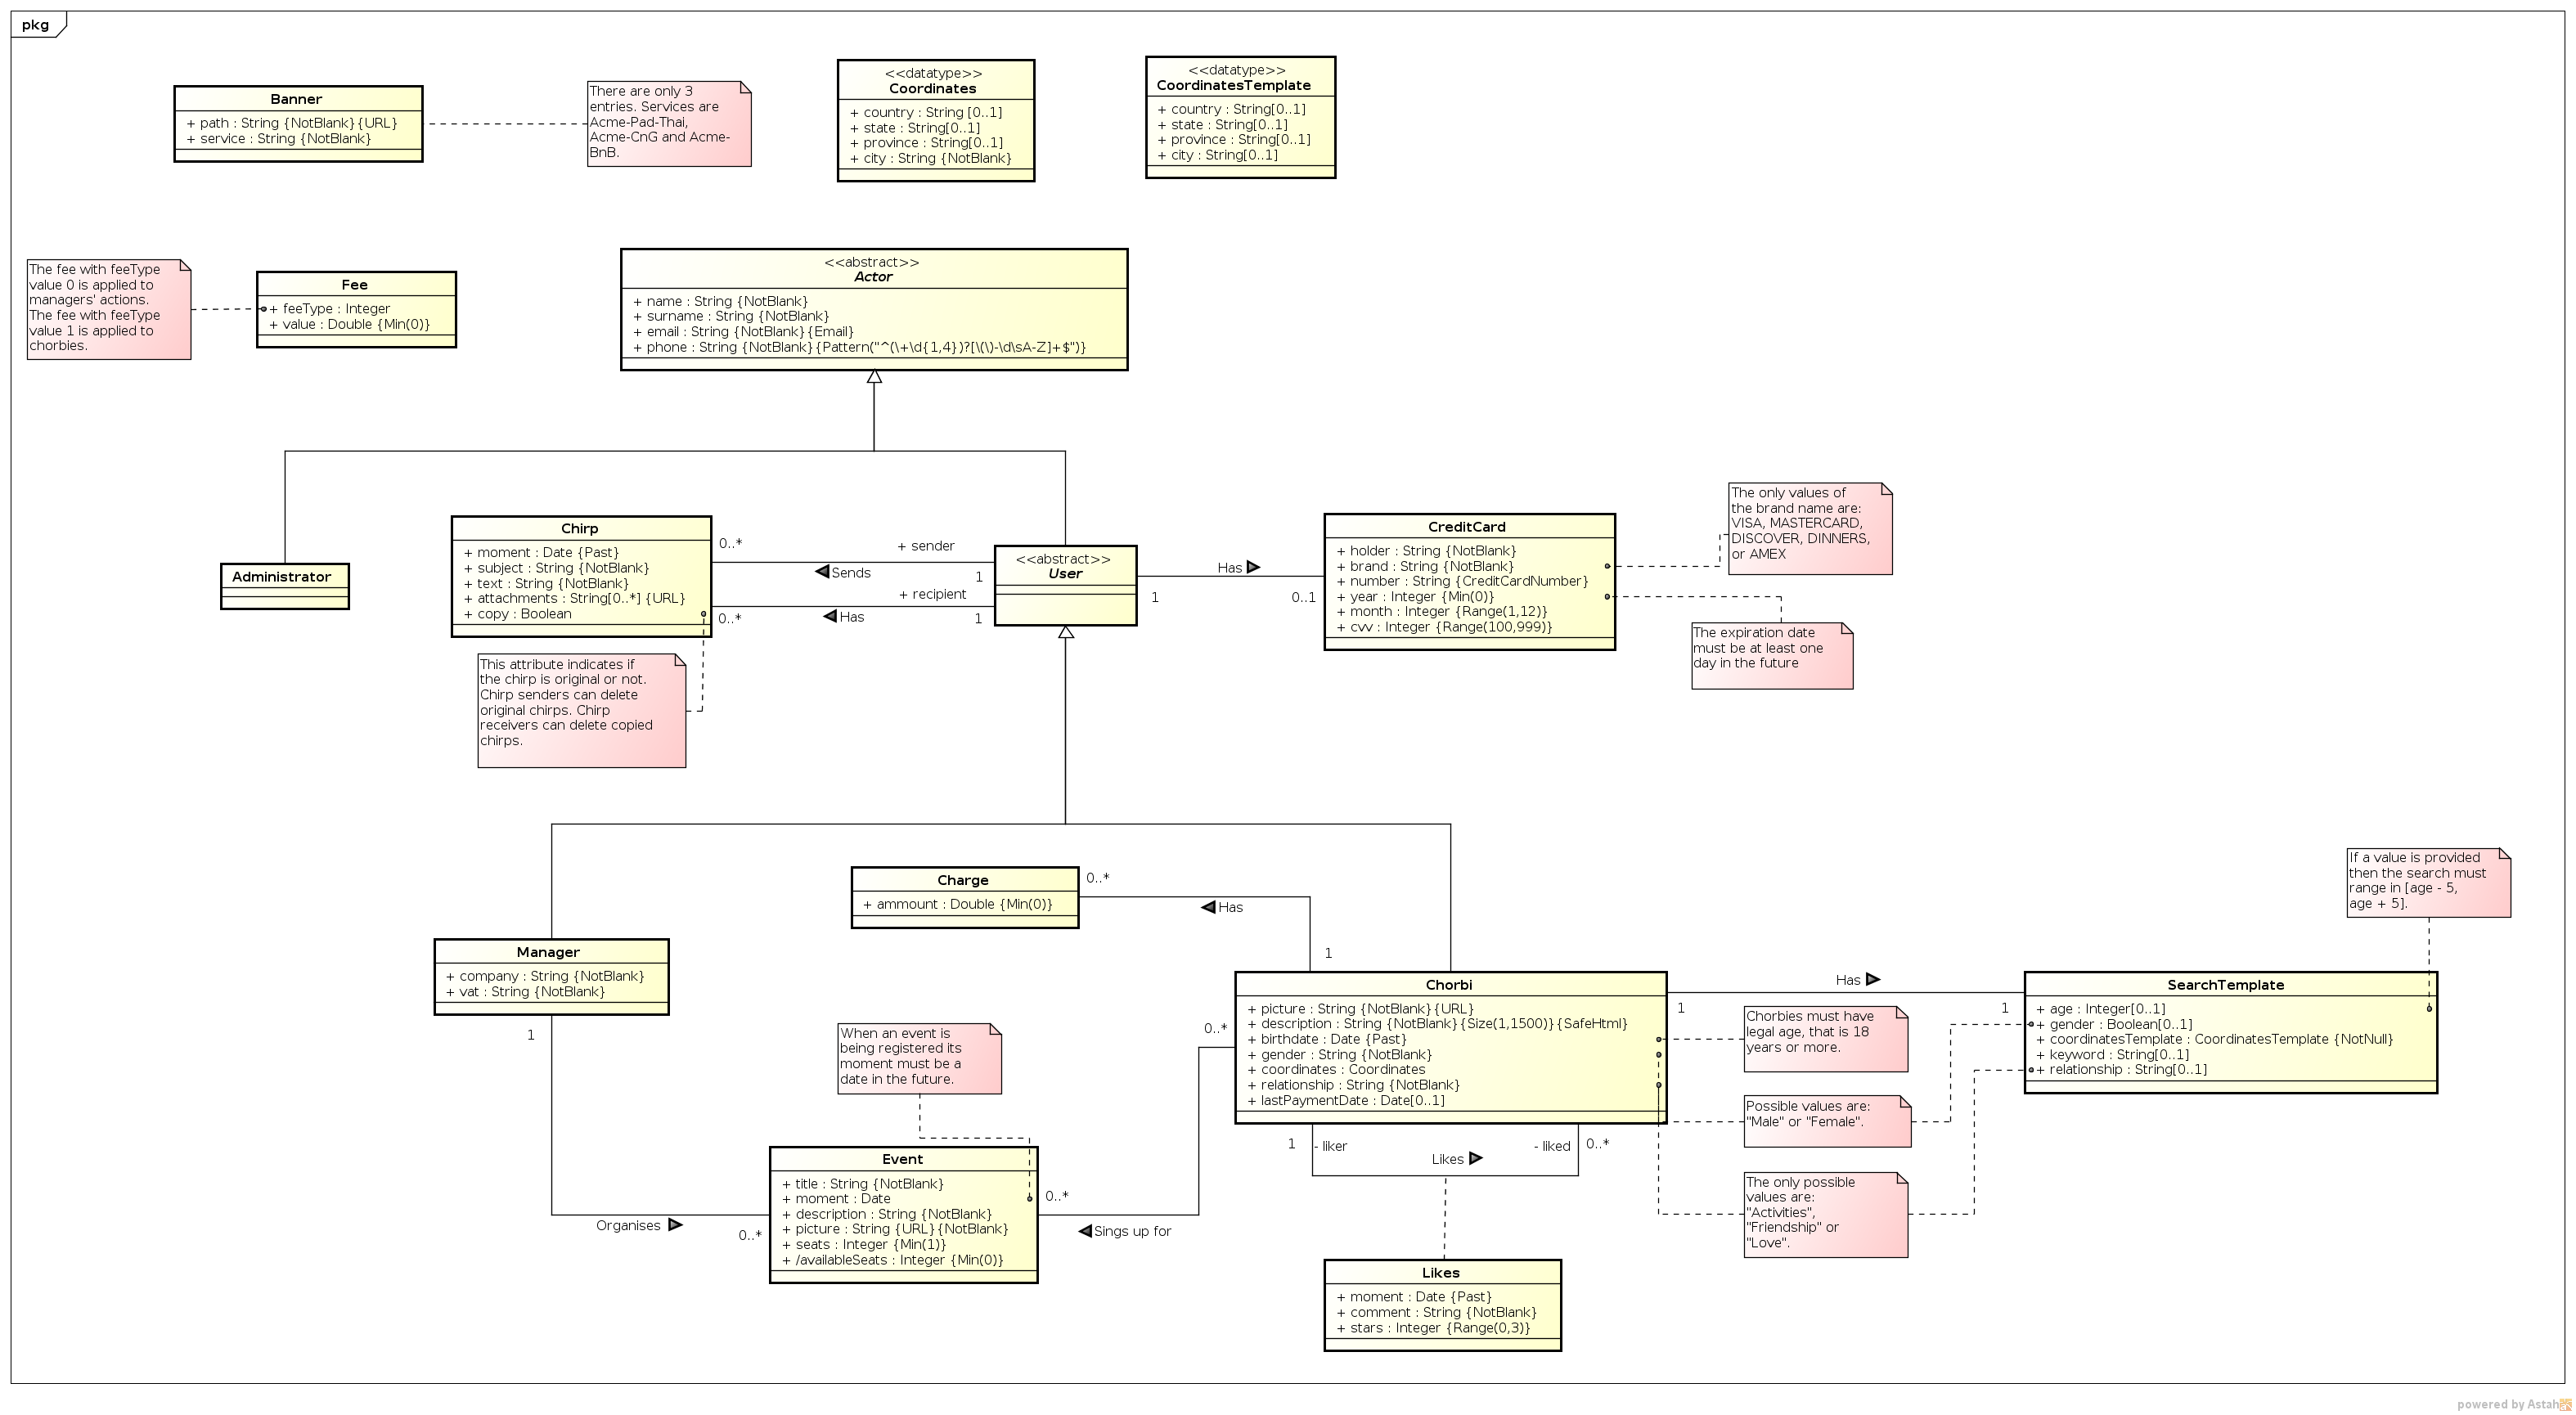 pkg
Banner
+ path : String {NotBlank}{URL}
+ service : String {NotBlank}
There are only 3
entries. Services are
Acme-Pad-Thai,
Acme-CnG and Acme-
BnB.
<<datatype>>
Coordinates
+ country : String [0..1]
+ state : String[0..1]
+ province : String[0..1]
+ city : String {NotBlank}
<<datatype>>
CoordinatesTemplate
+ country : String[0..1]
+ state : String[0..1]
+ province : String[0..1]
+ city : String[0..1]
The fee with feeType
value 0 is applied to
managers' actions.
The fee with feeType
value 1 is applied to
chorbies.
Fee
+ feeType : Integer
+ value : Double {Min(0)}
<<abstract>>
Actor
+ name : String {NotBlank}
+ surname : String {NotBlank}
+ email : String {NotBlank}{Email}
+ phone : String {NotBlank}{Pattern("^(\+\d{1,4})?[\(\)-\d\sA-Z]+$")}
Administrator
Chirp
+ moment : Date {Past}
+ subject : String {NotBlank}
+ text : String {NotBlank}
+ attachments : String[0..*] {URL}
+ copy : Boolean
0..*
+ sender
Sends
1
+ recipient
0..*
Has
1
<<abstract>>
User
Has
1
0..1
CreditCard
+ holder : String {NotBlank}
+ brand : String {NotBlank}
+ number : String {CreditCardNumber}
+ year : Integer {Min(0)}
+ month : Integer {Range(1,12)}
+ cvv : Integer {Range(100,999)}
The only values of
the brand name are:
VISA, MASTERCARD,
DISCOVER, DINNERS,
or AMEX
The expiration date
must be at least one
day in the future
This attribute indicates if
the chirp is original or not.
Chirp senders can delete
original chirps. Chirp
receivers can delete copied
chirps.
Charge
+ ammount : Double {Min(0)}
0..*
Has
1
If a value is provided
then the search must
range in [age - 5,
age + 5].
Manager
+ company : String {NotBlank}
+ vat : String {NotBlank}
1
Organises
0..*
When an event is
being registered its
moment must be a
date in the future.
Chorbi
+ picture : String {NotBlank}{URL}
+ description : String {NotBlank}{Size(1,1500)}{SafeHtml}
+ birthdate : Date {Past}
+ gender : String {NotBlank}
+ coordinates : Coordinates
+ relationship : String {NotBlank}
+ lastPaymentDate : Date[0..1]
Has
1
1
SearchTemplate
+ age : Integer[0..1]
+ gender : Boolean[0..1]
+ coordinatesTemplate : CoordinatesTemplate {NotNull}
+ keyword : String[0..1]
+ relationship : String[0..1]
Chorbies must have
legal age, that is 18
years or more.
Possible values are:
"Male" or "Female".
The only possible
values are:
"Activities",
"Friendship" or
"Love".
0..*
0..*
Sings up for
Event
+ title : String {NotBlank}
+ moment : Date
+ description : String {NotBlank}
+ picture : String {URL}{NotBlank}
+ seats : Integer {Min(1)}
+ /availableSeats : Integer {Min(0)}
1
- liker
Likes
- liked
0..*
Likes
+ moment : Date {Past}
+ comment : String {NotBlank}
+ stars : Integer {Range(0,3)}
powered by Astah